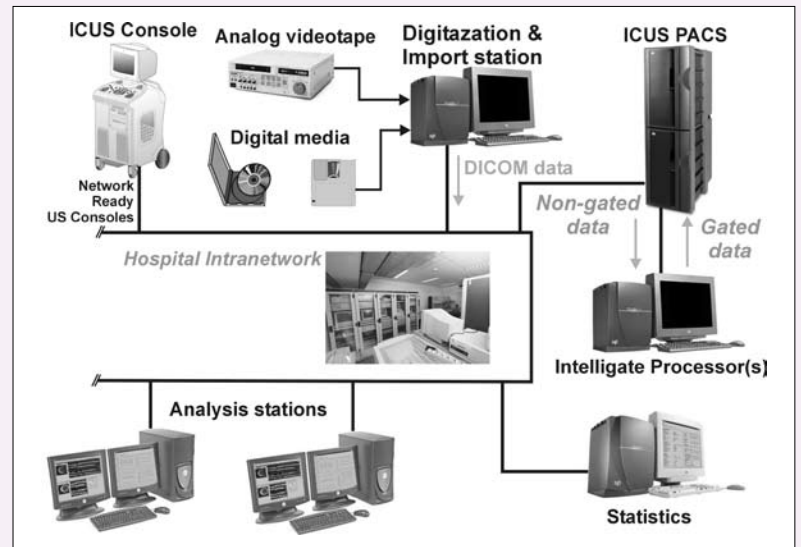 ICUS Console
Analog videotape
Digitazation &
Import station
ICUS PACS
Digital media
Network
Ready
US Consoles
DICOM data
Non-gated
data
Gated
data
Hospital Intranetwork
Intelligate Processor(s)
Analysis stations
Statistics